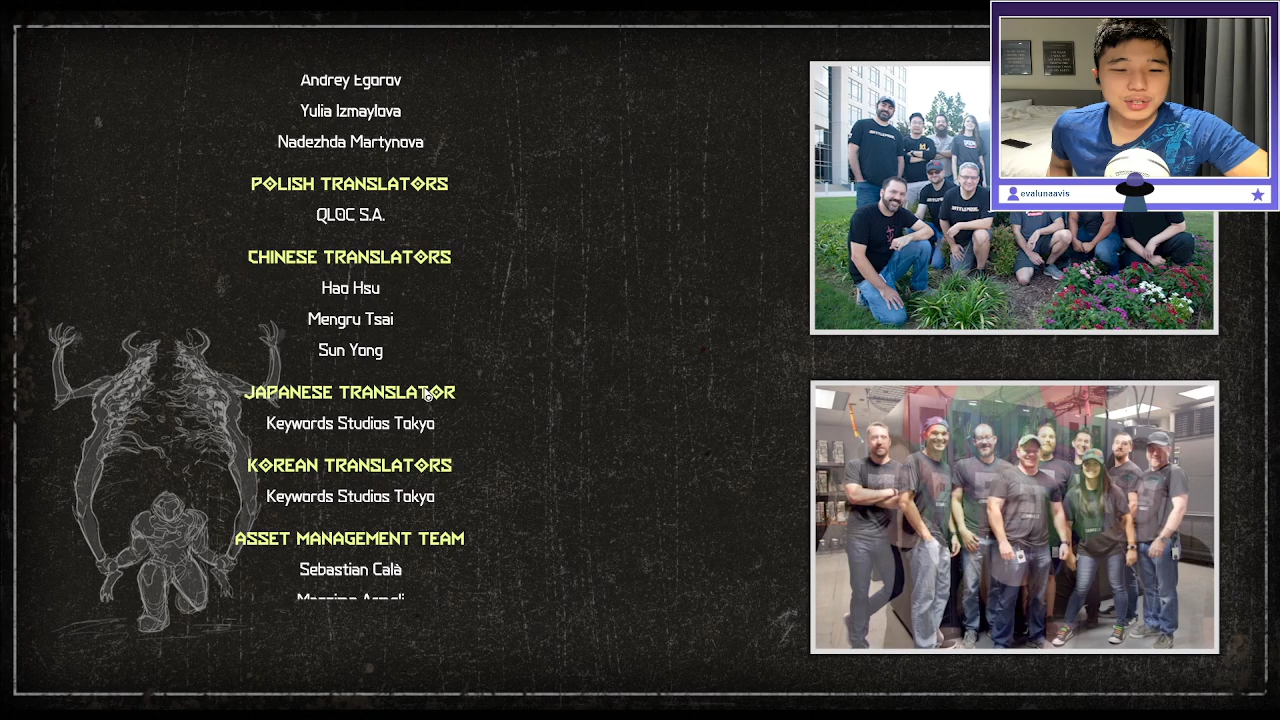 Andrey Egorov
Yulia Izmaylova
Nadezhda Martynova
POLISH TRANSLATORS
QLOC S.A.
CHINESE TRANSLATORS
Hao Hsu
Mengru Tsai
Sun Yong
JAPANESE TRANSLATOR
Keywords Studios Tokyo
KOREAN TRANSLATORS
Keywords Studios Tokyo
ASSET MANAGEMENT TEAM
Sebastian Calà
evalunaavis